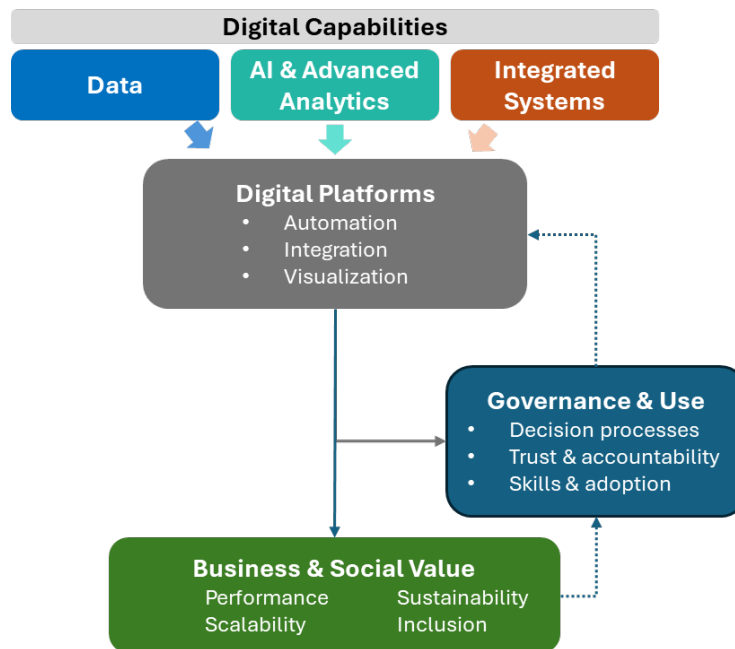 Digital Capabilities
Data
AI & Advanced
Analytics
Integrated
Systems
Digital Platforms
• Automation
• Integration
• Visualization
Governance & Use
• Decision processes
• Trust & accountability
• Skills & adoption
Business & Social Value
Performance Sustainability
Scalability Inclusion